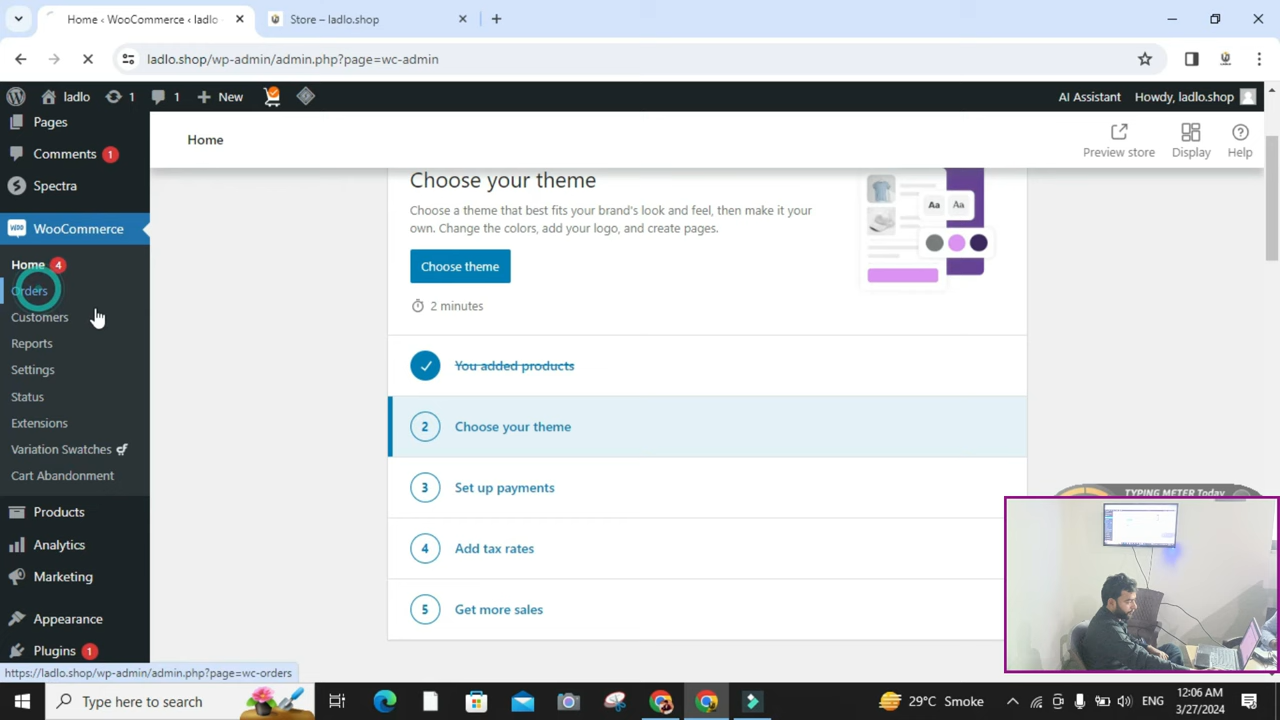 Home ‹ WooCommerce ‹ ladlo
Store – ladlo.shop
ladlo.shop/wp-admin/admin.php?page=wc-admin
ladlo
1
1
New
AI Assistant
Howdy, ladlo.shop
Pages
Comments 1
Spectra
WooCommerce
Home 4
Orders
Customers
Reports
Settings
Status
Extensions
Variation Swatches
Cart Abandonment
Products
Analytics
Marketing
Appearance
Plugins 1
Home
Preview store
Display
Help
Choose your theme
Choose a theme that best fits your brand's look and feel, then make it your
own. Change the colors, add your logo, and create pages.
Choose theme
2 minutes
Aa
Aa
You added products
2 Choose your theme
3 Set up payments
4 Add tax rates
5 Get more sales
TYPING METER Today
https://ladlo.shop/wp-admin/admin.php?page=wc-orders
Type here to search
29°C Smoke
ENG
12:06 AM
3/27/2024